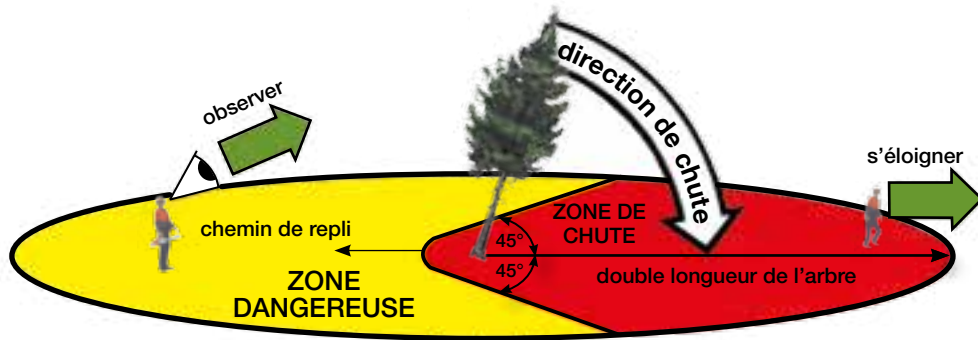 observer
direction de chute
s'éloigner
chemin de repli
ZONE DE
CHUTE
45°
45°
double longueur de l'arbre
ZONE
DANGEREUSE